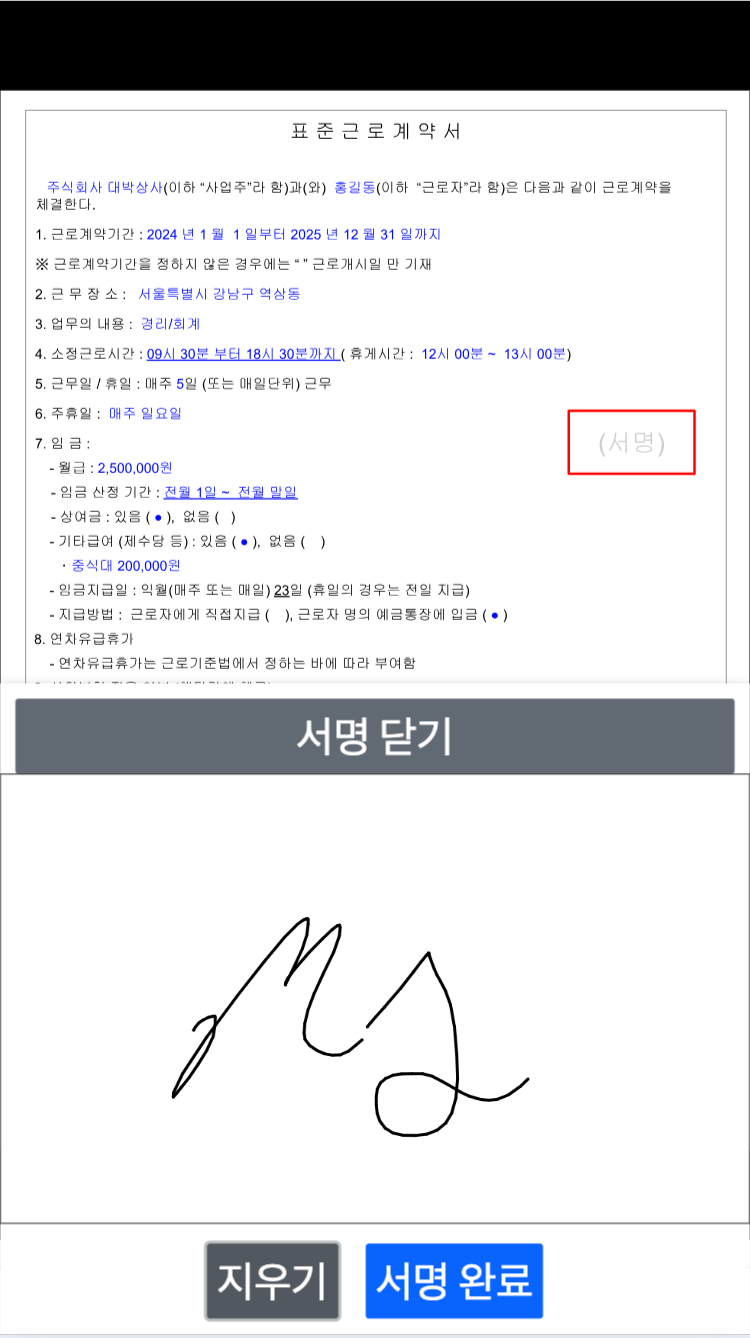 표 준 근 로 계 약 서
주식회사 대박상사(이하 “사업주”라 함)과(와) 홍길동(이하 “근로자”라 함)은 다음과 같이 근로계약을
체결한다.
1. 근로계약기간 : 2024 년 1 월 1 일부터 2025 년 12 월 31 일까지
※ 근로계약기간을 정하지 않은 경우에는 “ ” 근로개시일 만 기재
2. 근 무 장 소 : 서울특별시 강남구 역삼동
3. 업무의 내용 : 경리/회계
4. 소정근로시간 : 09시 30분 부터 18시 30분까지 ( 휴게시간 : 12시 00분 ~ 13시 00분)
5. 근무일 / 휴일 : 매주 5일 (또는 매일단위) 근무
6. 주휴일 : 매주 일요일
(서명)
7. 임 금 :
- 월급 : 2,500,000원
- 임금 산정 기간 : 전월 1일 ~ 전월 말일
- 상여금 : 있음 ( ● ), 없음 ( )
- 기타급여 (제수당 등) : 있음 ( ● ), 없음 ( )
· 중식대 200,000원
- 임금지급일 : 익월(매주 또는 매일) 23일 (휴일의 경우는 전일 지급)
- 지급방법 : 근로자에게 직접지급 ( ), 근로자 명의 예금통장에 입금 ( ● )
8. 연차유급휴가
- 연차유급휴가는 근로기준법에서 정하는 바에 따라 부여함
서명 닫기
지우기
서명 완료